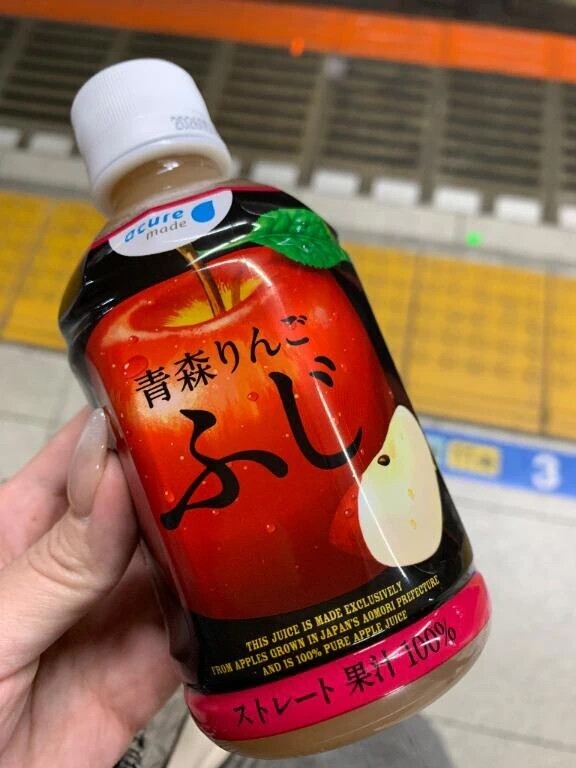 acure
made
青森りんご
ふじ
THIS JUICE IS MADE EXCLUSIVELY
FROM APPLES GROWN IN JAPAN'S AOMORI PREFECTURE
AND IS 100% PURE APPLE JUICE
ストレート 果汁 100%
3